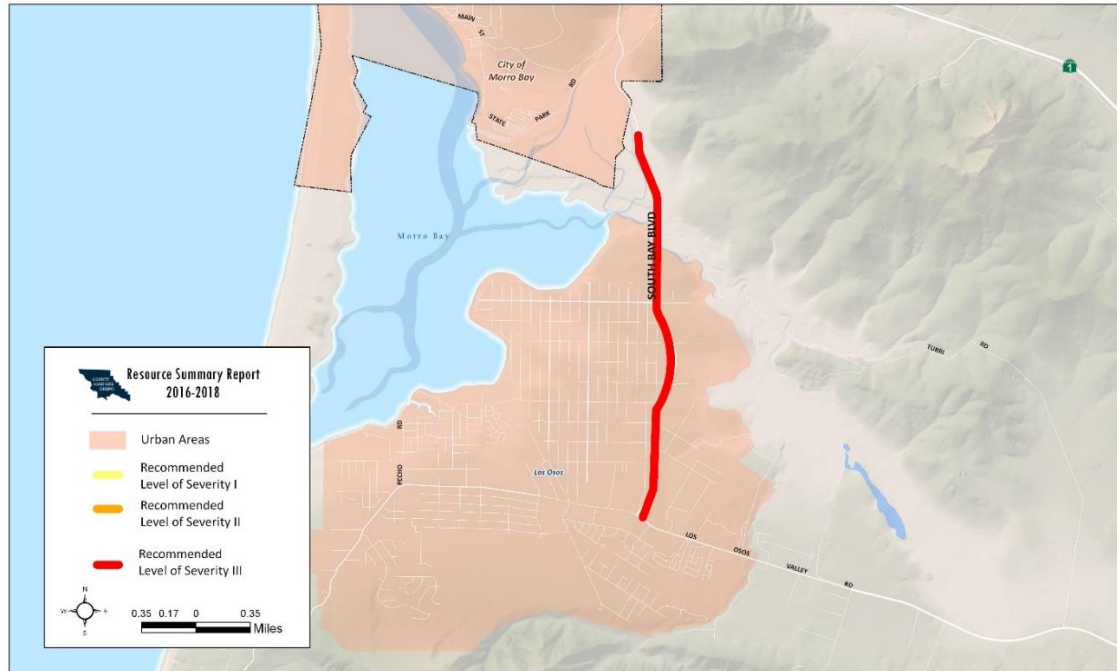 MAIN
ST
City of
Morro Bay
RD
PARK
STATE
1
Morro Bay
SOUTH BAY BLVD
TURRI
RD
RD
PECHO
Los Osos
LOS
OSOS
VALLEY
RD
Resource Summary Report
2016-2018
Urban Areas
Recommended
Level of Severity I
Recommended
Level of Severity II
Recommended
Level of Severity III
N
W
E
S
0.35 0.17 0 0.35
Miles